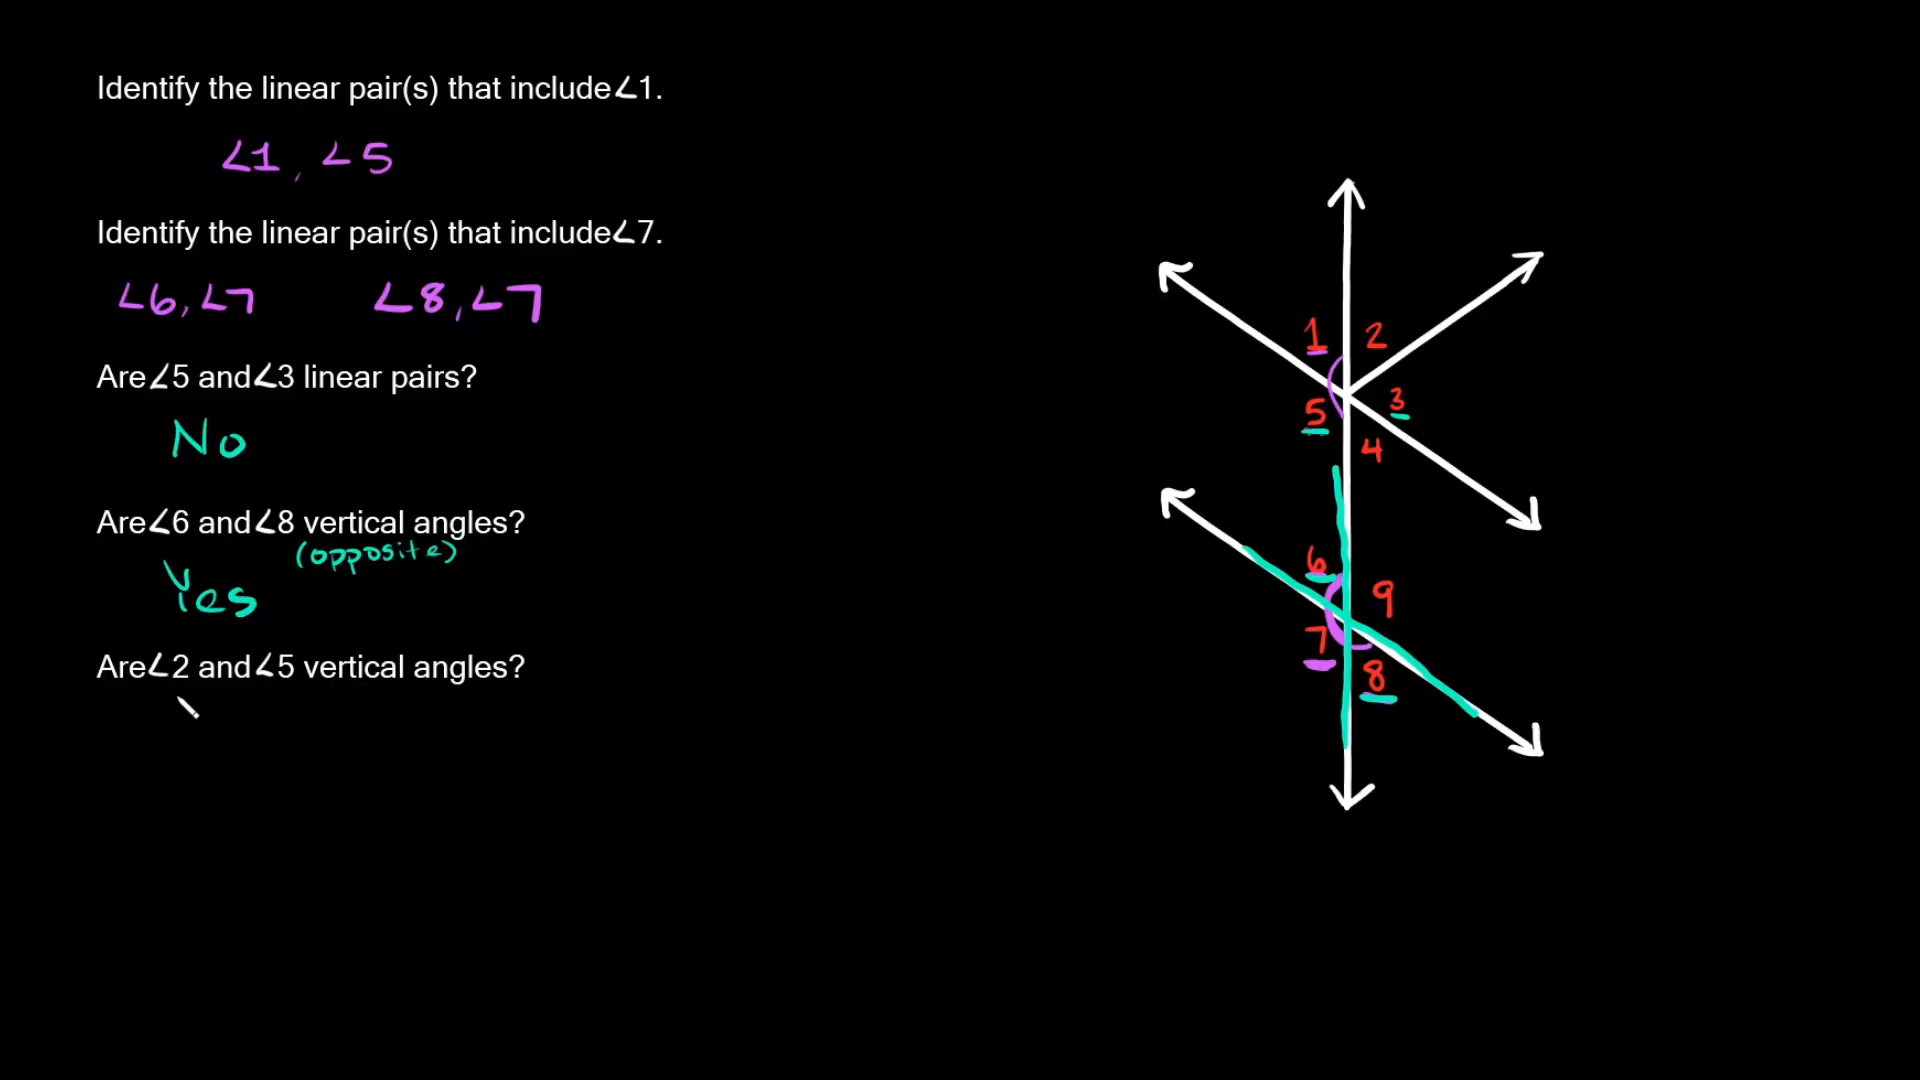 Identify the linear pair(s) that include∠1.
∠1, ∠5
Identify the linear pair(s) that include∠7.
∠6,∠7 ∠8,∠7
Are∠5 and∠3 linear pairs?
No
Are∠6 and∠8 vertical angles?
(opposite)
Yes
Are∠2 and∠5 vertical angles?
1 2
5 3
4
6 9
7
8